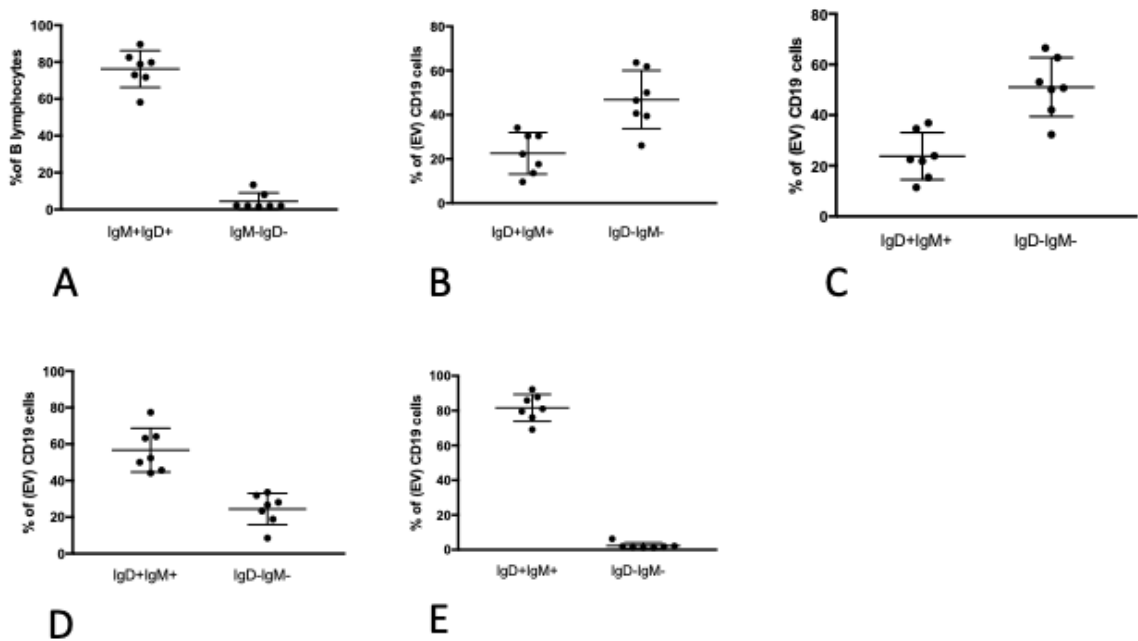 100
80
60
40
20
0
%of B lymphocytes
IgM+IgD+ IgM-IgD-
A
80
60
40
20
0
% of (EV) CD19 cells
IgD+IgM+ IgD-IgM-
B
80
60
40
20
0
% of (EV) CD19 cells
IgD+IgM+ IgD-IgM-
C
100
80
60
40
20
0
% of (EV) CD19 cells
IgD+IgM+ IgD-IgM-
D
100
80
60
40
20
0
% of (EV) CD19 cells
IgD+IgM+ IgD-IgM-
E